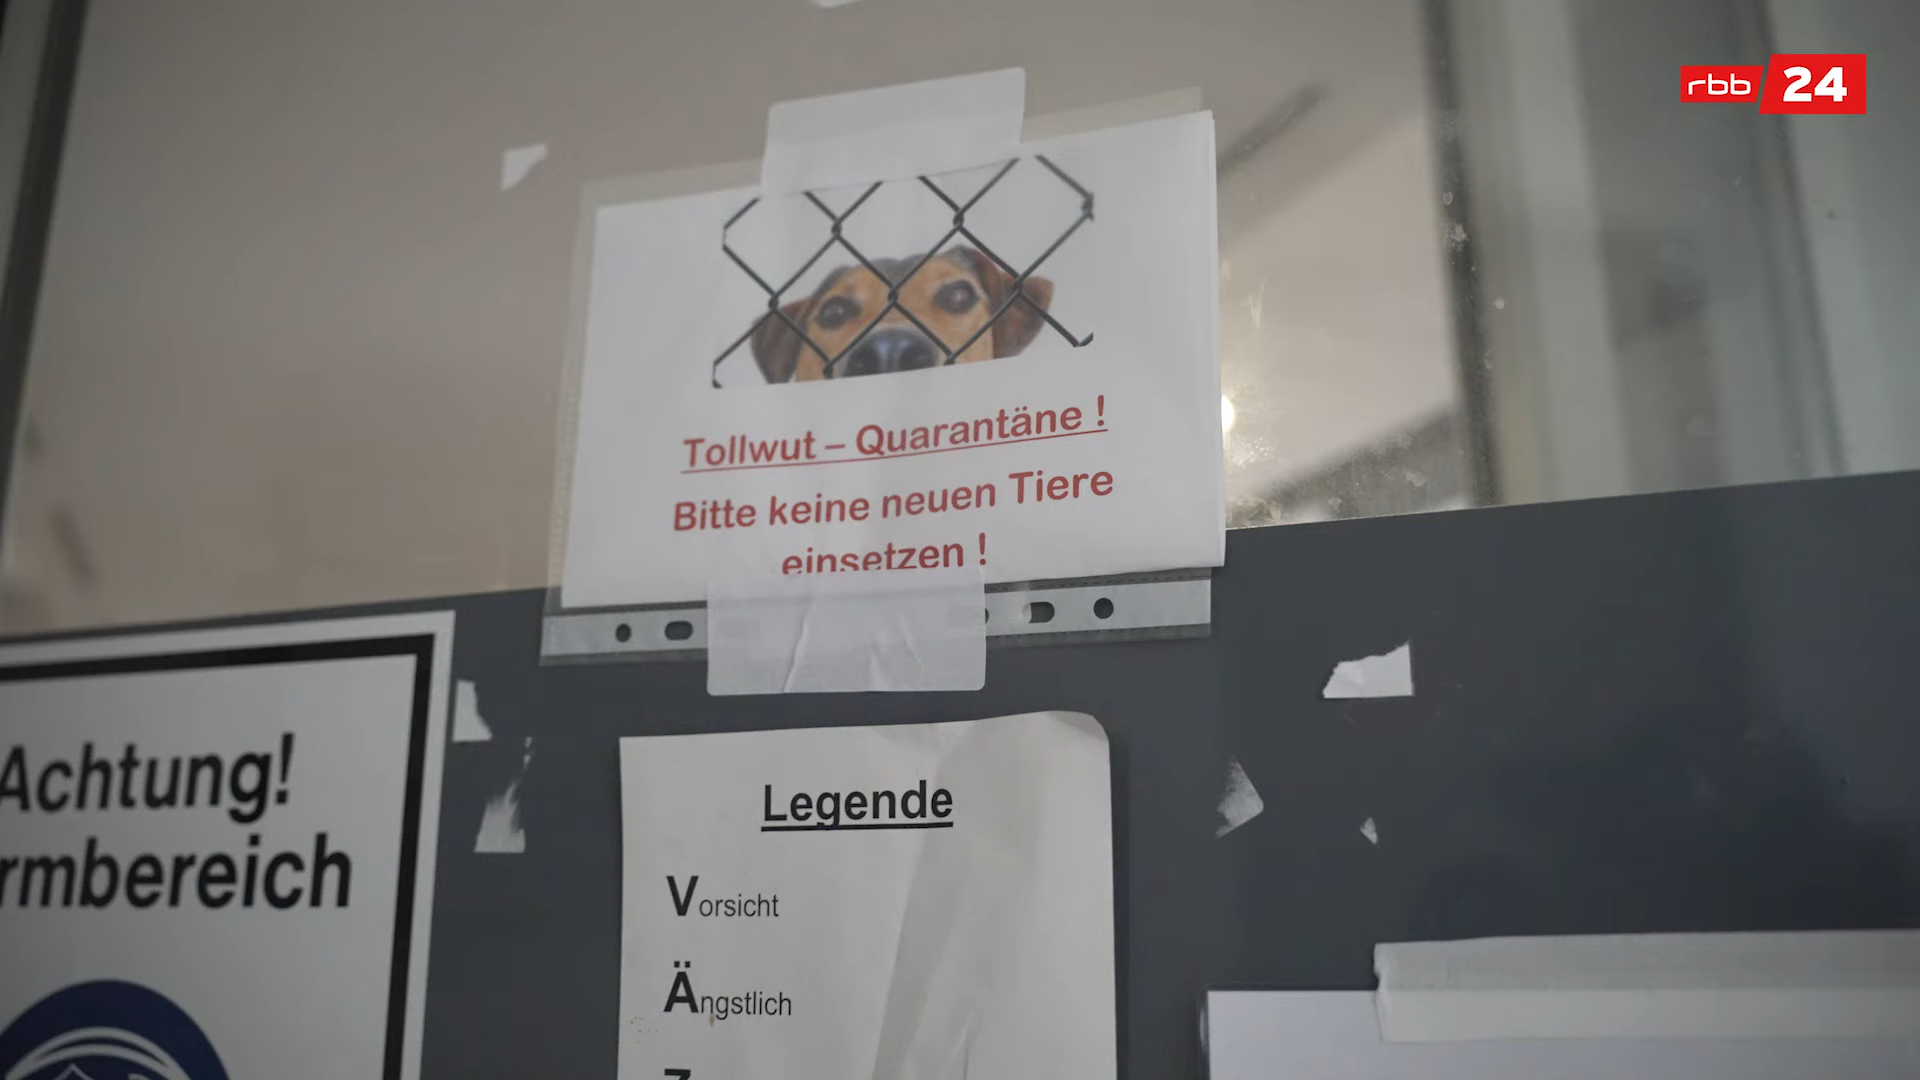 rbb 24
Tollwut – Quarantäne !
Bitte keine neuen Tiere
einsetzen !
Achtung!
rmbereich
Legende
Vorsicht
Ängstlich